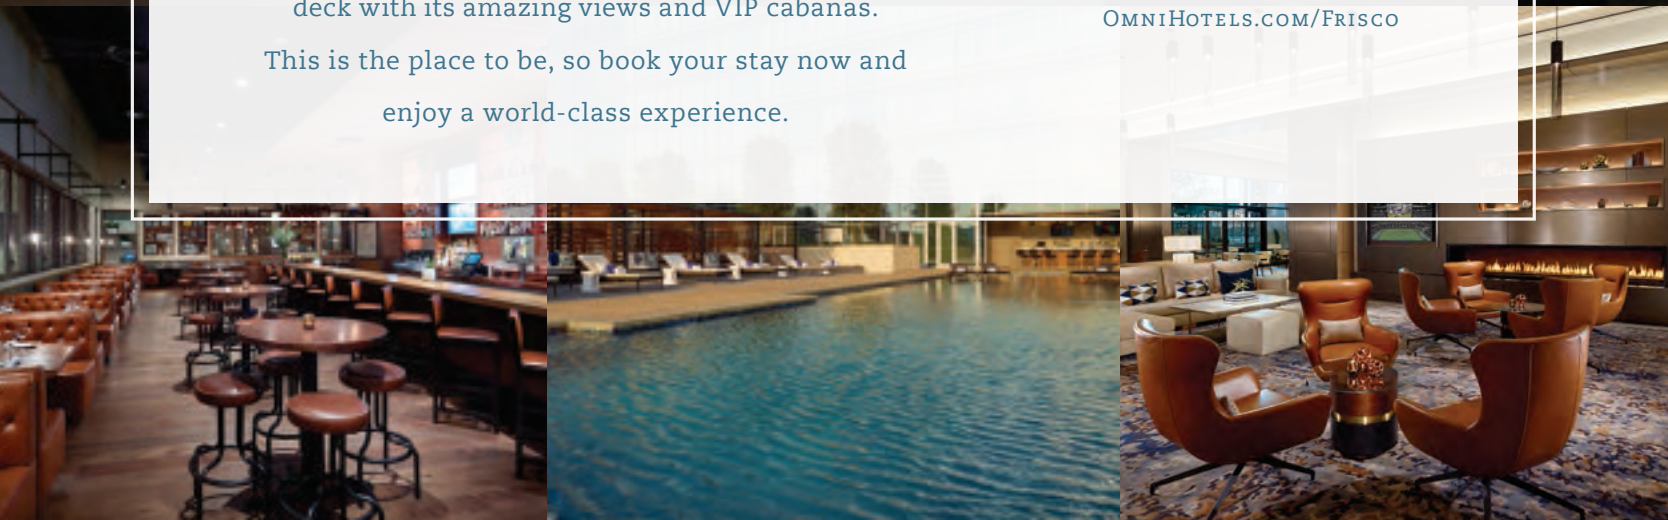 deck with its amazing views and VIP cabanas.
This is the place to be, so book your stay now and
enjoy a world-class experience.
OmniHotels.com/Frisco